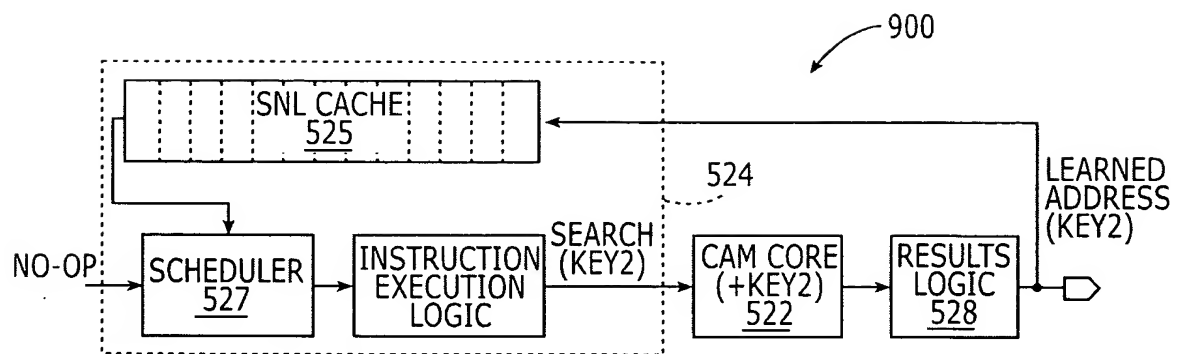 900
SNL CACHE
525
524
LEARNED
ADDRESS
(KEY2)
NO-OP
SCHEDULER
527
INSTRUCTION
EXECUTION
LOGIC
SEARCH
(KEY2)
CAM CORE
(+KEY2)
522
RESULTS
LOGIC
528